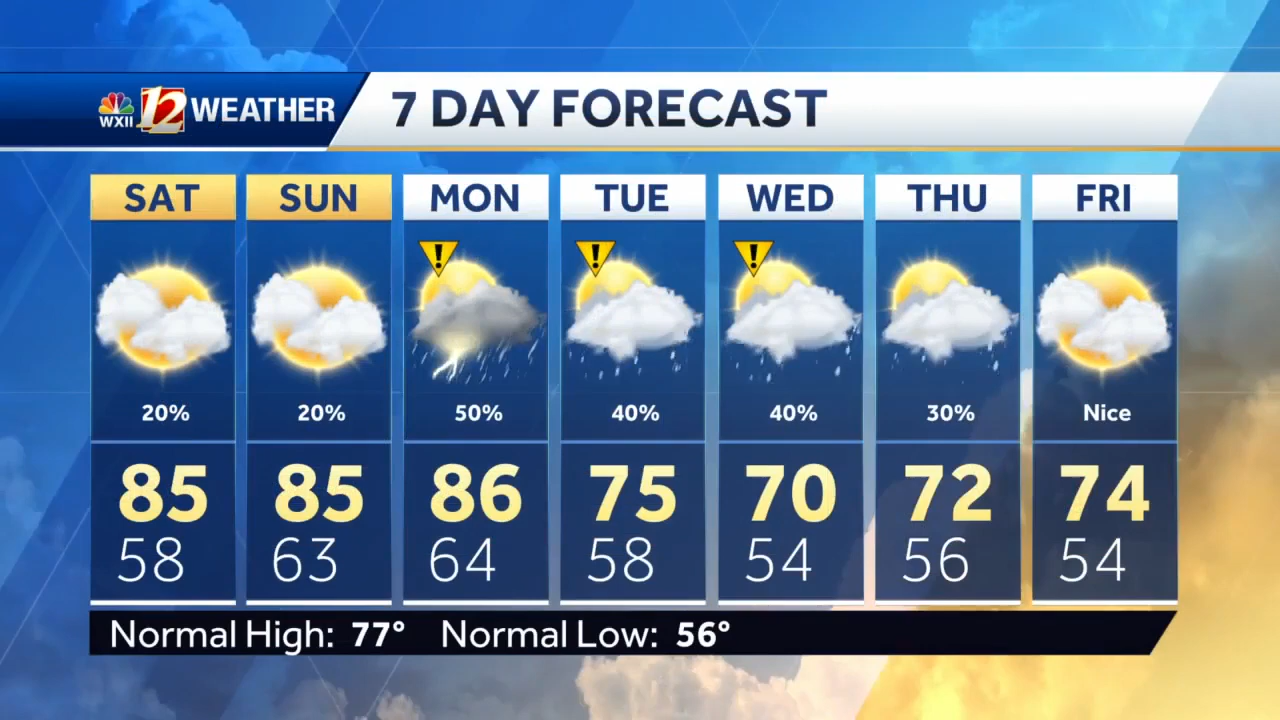 WXII 12 WEATHER
7 DAY FORECAST
SAT SUN MON TUE WED THU FRI
! ! !
20% 20% 50% 40% 40% 30% Nice
85 85 86 75 70 72 74
58 63 64 58 54 56 54
Normal High: 77° Normal Low: 56°